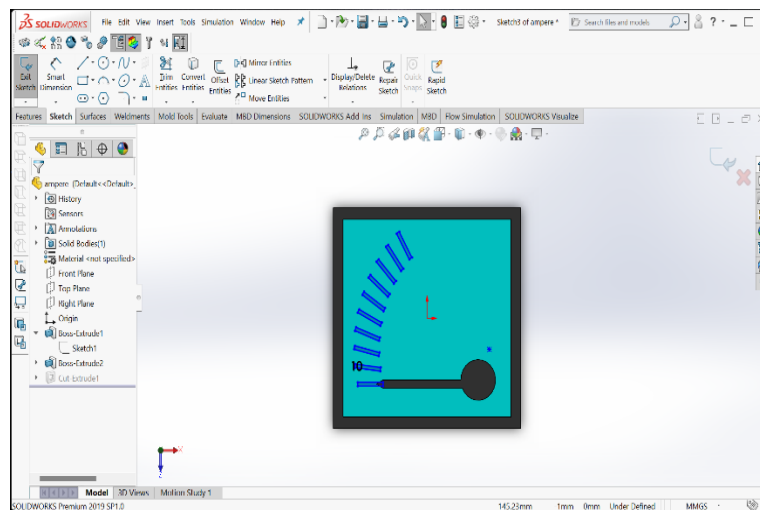 SOLIDWORKS File Edit View Insert Tools Simulation Window Help Sketch3 of ampere * Search files and models ?
Exit Sketch Smart Dimension Trim Entities Convert Entities Offset Entities Mirror Entities Linear Sketch Pattern Move Entities Display/Delete Relations Repair Sketch Quick Snaps Rapid Sketch
Features Sketch Surfaces Weldments Mold Tools Evaluate MBD Dimensions SOLIDWORKS Add Ins Simulation MBD Flow Simulation SOLIDWORKS Visualize
ampere (Default<<Default>_
History
Sensors
Annotations
Solid Bodies(1)
Material <not specified>
Front Plane
Top Plane
Right Plane
Origin
Boss-Extrude1
Sketch1
Boss-Extrude2
Cut Extrude1
10
X
Z
Model 3D Views Motion Study 1
SOLIDWORKS Premium 2019 SP1.0 145.23mm 1mm 0mm Under Defined MMGS